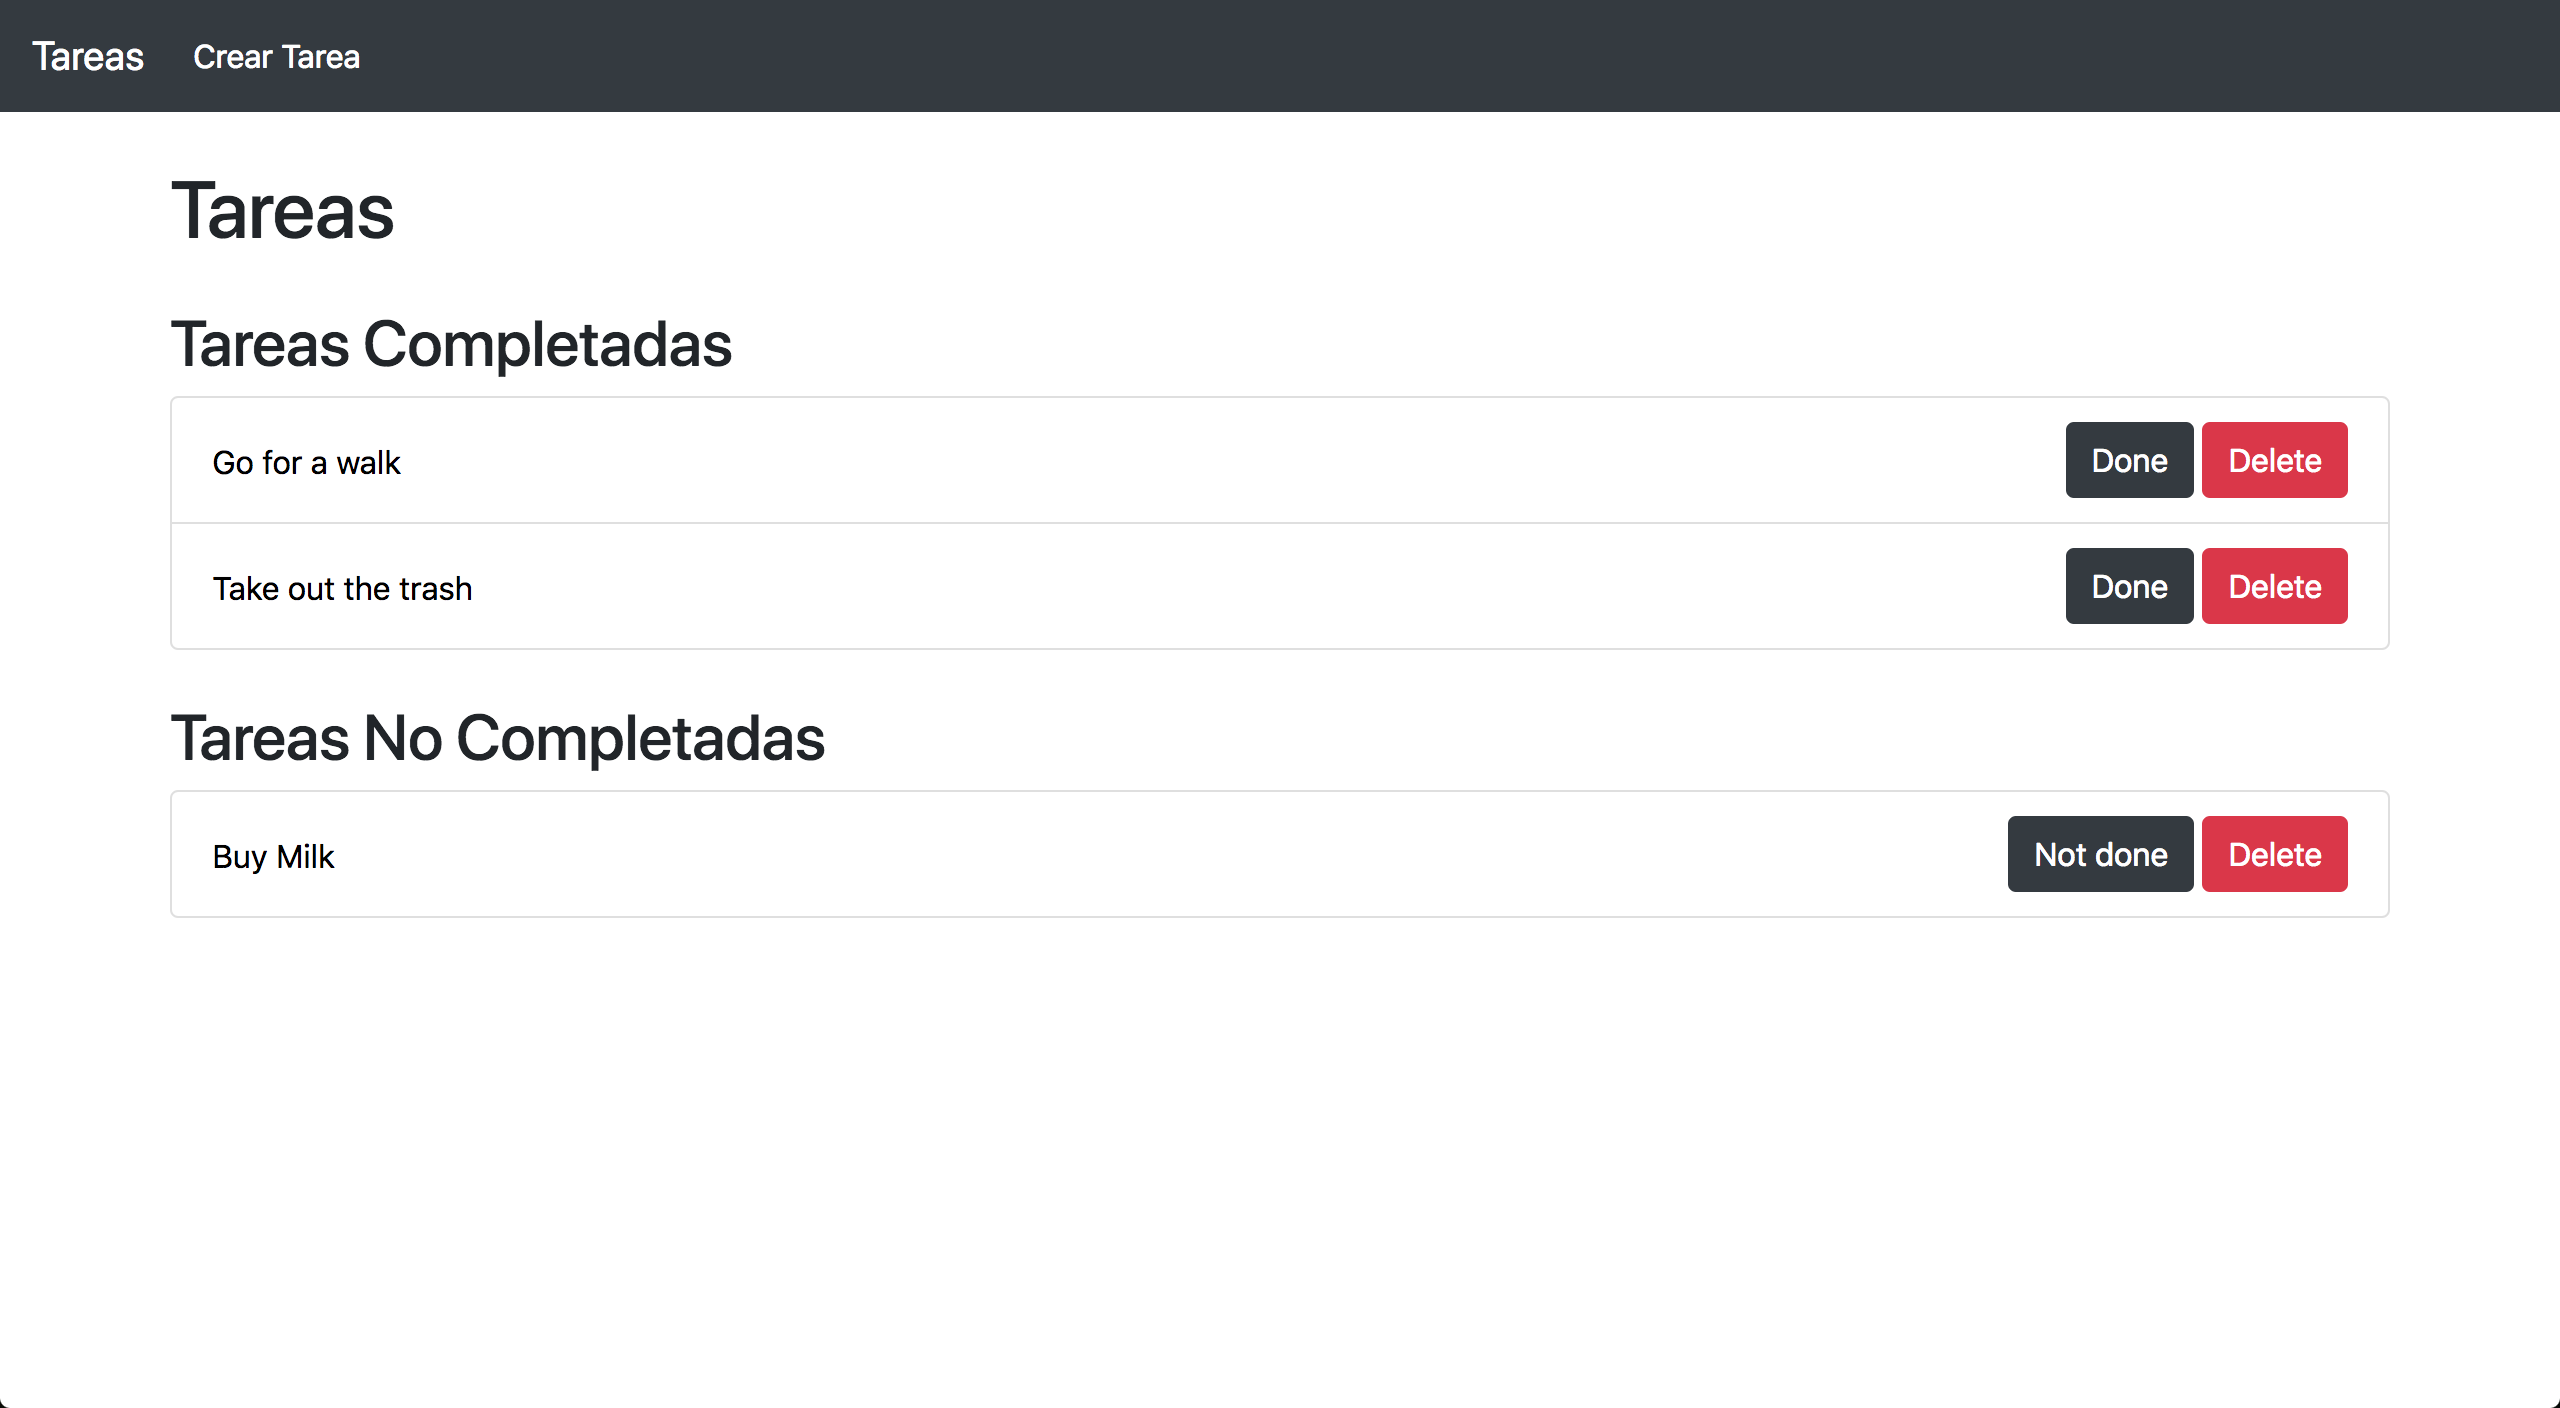 Tareas Crear Tarea
Tareas
Tareas Completadas
Go for a walk Done Delete
Take out the trash Done Delete
Tareas No Completadas
Buy Milk Not done Delete